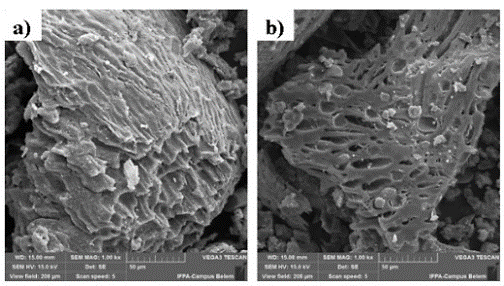 a)
WD: 15.00 mm SEM MAG: 1.00 kx VEGA3 TESCAN
SEM HV: 15.0 kV Det: SE 50 µm
View field: 208 µm Scan speed: 5 IFPA-Campus Belem
b)
WD: 15.00 mm SEM MAG: 1.00 kx VEGA3 TESCAN
SEM HV: 15.0 kV Det: SE 50 µm
View field: 208 µm Scan speed: 5 IFPA-Campus Belem